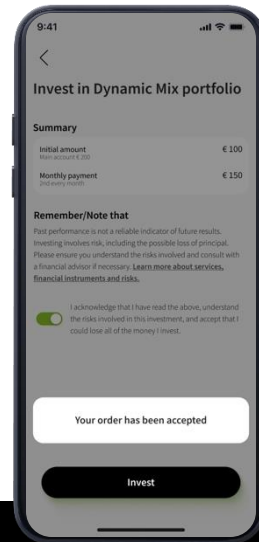 9:41
Invest in Dynamic Mix portfolio
Summary
Initial amount € 100
Main account € 250
Monthly payment € 150
2nd every month
Remember/Note that
Past performance is not a reliable indicator of future results.
Investing involves risk, including the possible loss of principal.
Please ensure you understand the risks involved and consult with
a financial advisor if necessary. Learn more about services,
financial instruments and risks.
I acknowledge that I have read the above, understand
the risks involved in this investment, and accept that I
could lose all of the money I invest.
Your order has been accepted
Invest